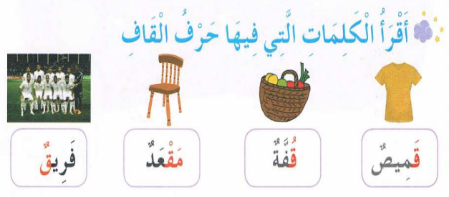 أَقْرَأُ الْكَلِمَاتِ الَّتِي فِيهَا حَرْفُ الْقَافِ
قَمِيصٌ قُفَّةٌ مَقْعَدٌ فَرِيقٌ